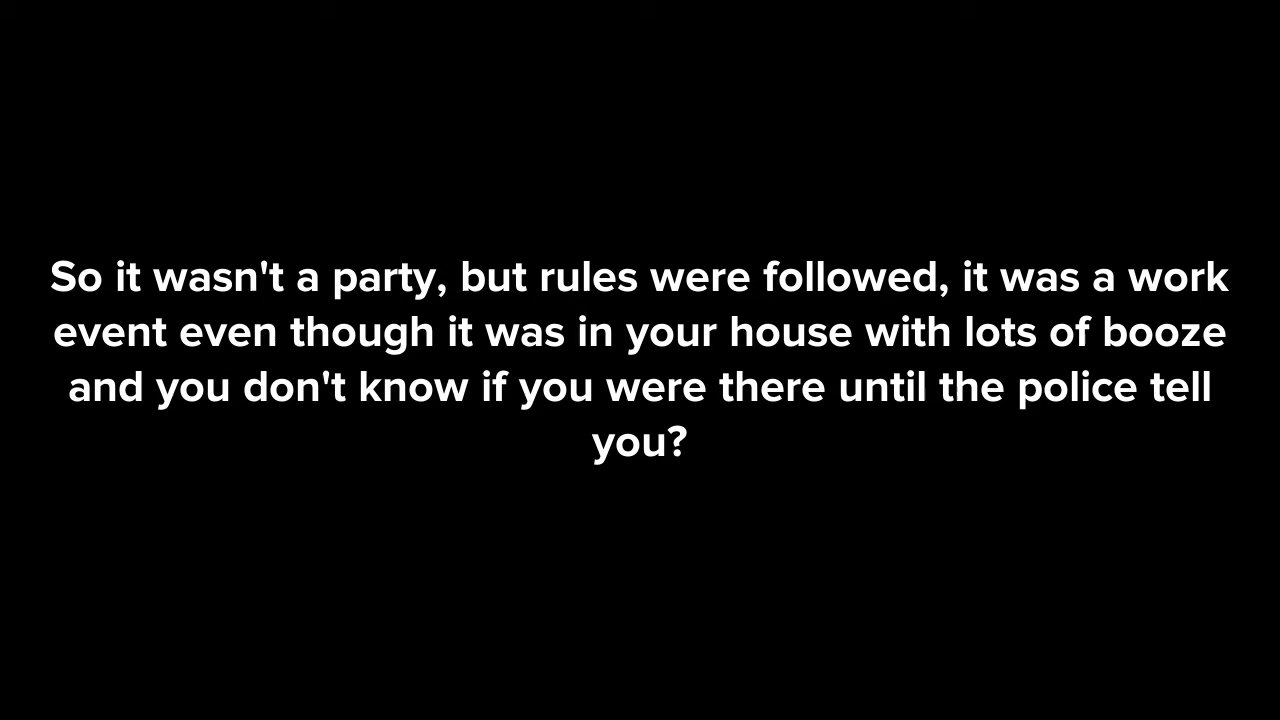 So it wasn't a party, but rules were followed, it was a work
event even though it was in your house with lots of booze
and you don't know if you were there until the police tell
you?